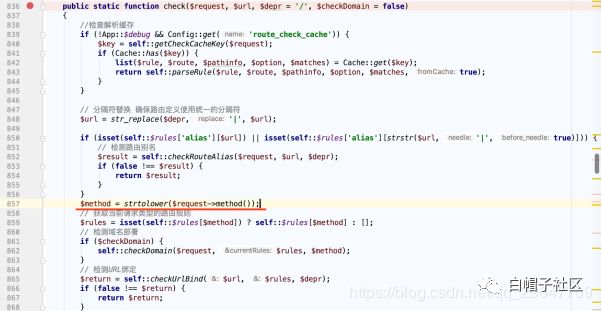 836 public static function check($request, $url, $depr = '/', $checkDomain = false)
837 {
838 //检查解析缓存
839 if (!App::$debug && Config::get( name: 'route_check_cache')) {
840 $key = self::getCheckCacheKey($request);
841 if (Cache::has($key)) {
842 list($rule, $route, $pathinfo, $option, $matches) = Cache::get($key);
843 return self::parseRule($rule, $route, $pathinfo, $option, $matches, fromCache: true);
844 }
845 }
846
847 // 分隔符替换 确保路由定义使用统一的分隔符
848 $url = str_replace($depr, replace: '|', $url);
849
850 if (isset(self::$rules['alias'][$url]) || isset(self::$rules['alias'][strstr($url, needle: '|', before_needle: true)])) {
851 // 检测路由别名
852 $result = self::checkRouteAlias($request, $url, $depr);
853 if (false !== $result) {
854 return $result;
855 }
856 }
857 $method = strtolower($request->method());
858 // 获取当前请求类型的路由规则
859 $rules = isset(self::$rules[$method]) ? self::$rules[$method] : [];
860 // 检测域名部署
861 if ($checkDomain) {
862 self::checkDomain($request, &currentRules: $rules, $method);
863 }
864 // 检测URL绑定
865 $return = self::checkUrlBind( &: $url, &: $rules, $depr);
866 if (false !== $return) {
867 return $return;
868 }
白帽子社区